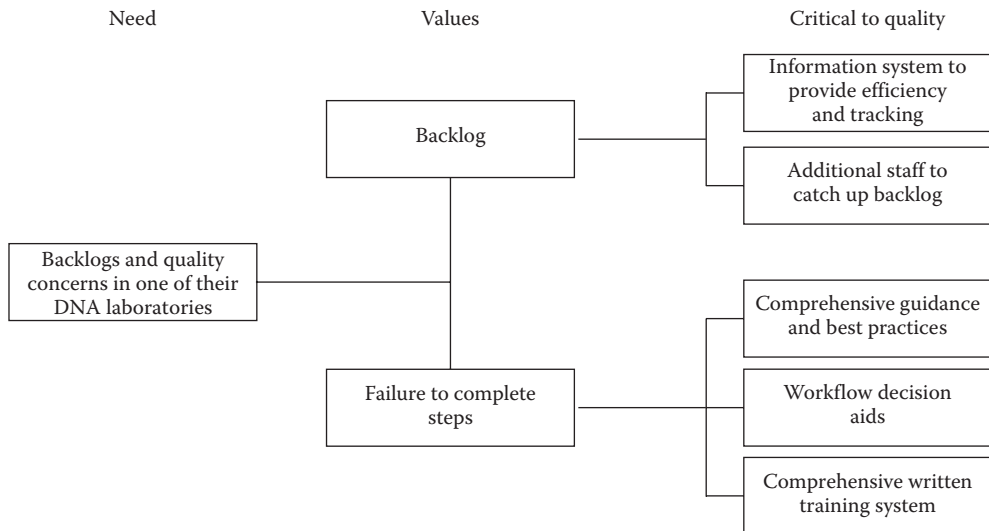 Need
Values
Critical to quality
Information system to
provide efficiency
and tracking
Backlog
Additional staff to
catch up backlog
Backlogs and quality
concerns in one of their
DNA laboratories
Comprehensive guidance
and best practices
Failure to complete
steps
Workflow decision
aids
Comprehensive written
training system